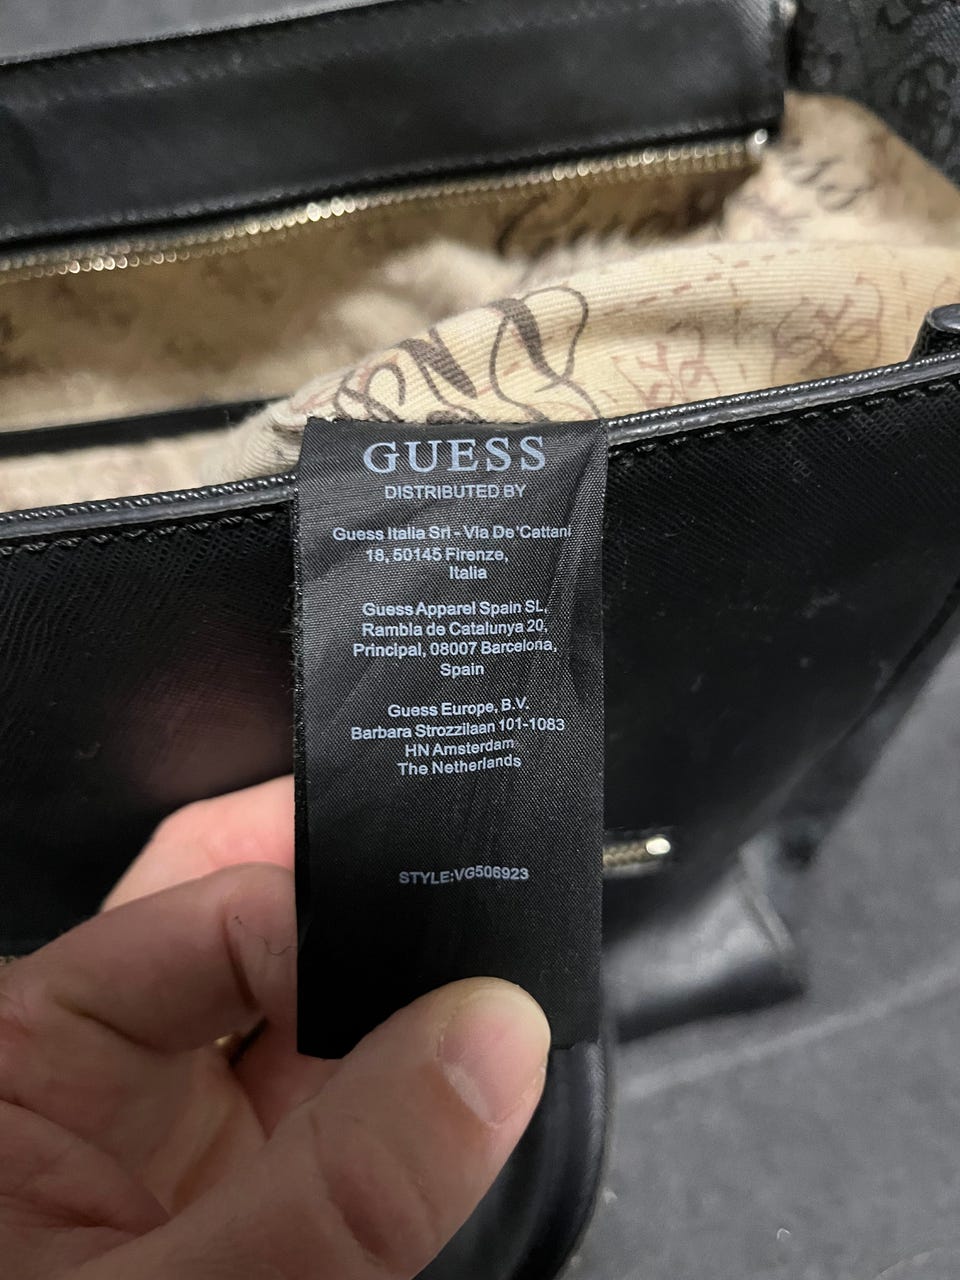 GUESS
DISTRIBUTED BY
Guess Italia Srl - Via De'Cattani
18, 50145 Firenze,
Italia
Guess Apparel Spain SL,
Rambla de Catalunya 20,
Principal, 08007 Barcelona,
Spain
Guess Europe, B.V.
Barbara Strozzilaan 101-1083
HN Amsterdam
The Netherlands
STYLE:VG506923